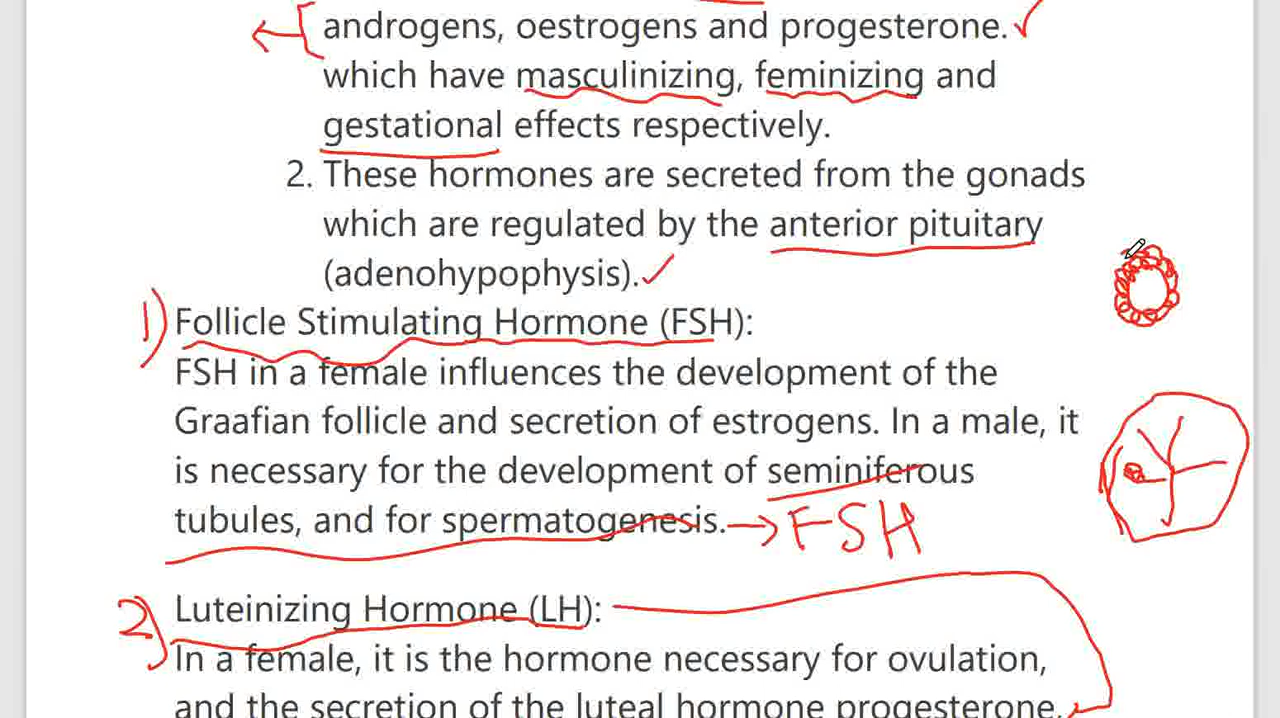 androgens, oestrogens and progesterone.
which have masculinizing, feminizing and
gestational effects respectively.
2. These hormones are secreted from the gonads
which are regulated by the anterior pituitary
(adenohypophysis).
1) Follicle Stimulating Hormone (FSH):
FSH in a female influences the development of the
Graafian follicle and secretion of estrogens. In a male, it
is necessary for the development of seminiferous
tubules, and for spermatogenesis. → FSH
2) Luteinizing Hormone (LH):
In a female, it is the hormone necessary for ovulation,
and the secretion of the luteal hormone progesterone.